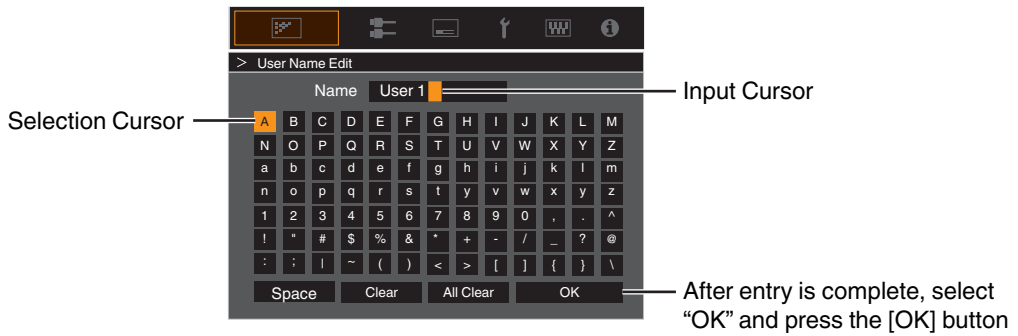 > User Name Edit
Name User 1
Input Cursor
Selection Cursor
A B C D E F G H I J K L M
N O P Q R S T U V W X Y Z
a b c d e f g h i j k l m
n o p q r s t y v w x y z
1 2 3 4 5 6 7 8 9 0 , . ^
! " # $ % & * + - / _ ? @
: ; | ~ ( ) < > [ ] { } \
Space Clear All Clear OK
After entry is complete, select
“OK” and press the [OK] button